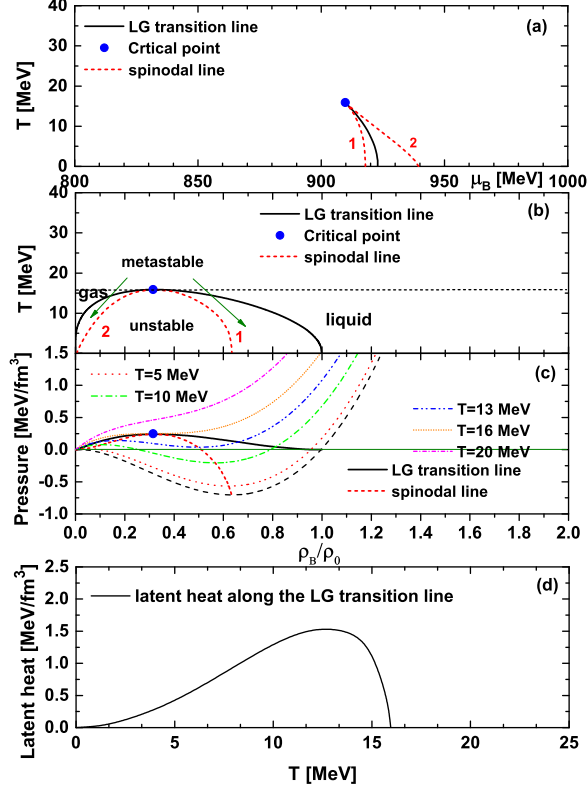 (a)
LG transition line
Crtical point
spinodal line
T [MeV]
40
30
20
10
0
1
2
800
850
900
950
1000
μB [MeV]
(b)
LG transition line
Critical point
spinodal line
T [MeV]
40
30
20
10
metastable
gas
unstable
liquid
2
1
(c)
T=5 MeV
T=10 MeV
T=13 MeV
T=16 MeV
T=20 MeV
LG transition line
spinodal line
Pressure [MeV/fm³]
1.5
1.0
0.5
0.0
-0.5
-1.0
0.0
0.2
0.4
0.6
0.8
1.0
1.2
1.4
1.6
1.8
2.0
ρB/ρ0
(d)
latent heat along the LG transition line
Latent heat [MeV/fm³]
2.5
2.0
1.5
1.0
0.5
0.0
0
5
10
15
20
25
T [MeV]